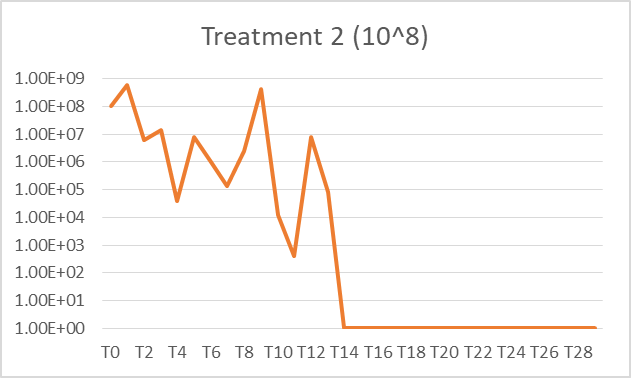 Treatment 2 (10^8)
1.00E+09
1.00E+08
1.00E+07
1.00E+06
1.00E+05
1.00E+04
1.00E+03
1.00E+02
1.00E+01
1.00E+00
T0 T2 T4 T6 T8 T10 T12 T14 T16 T18 T20 T22 T24 T26 T28